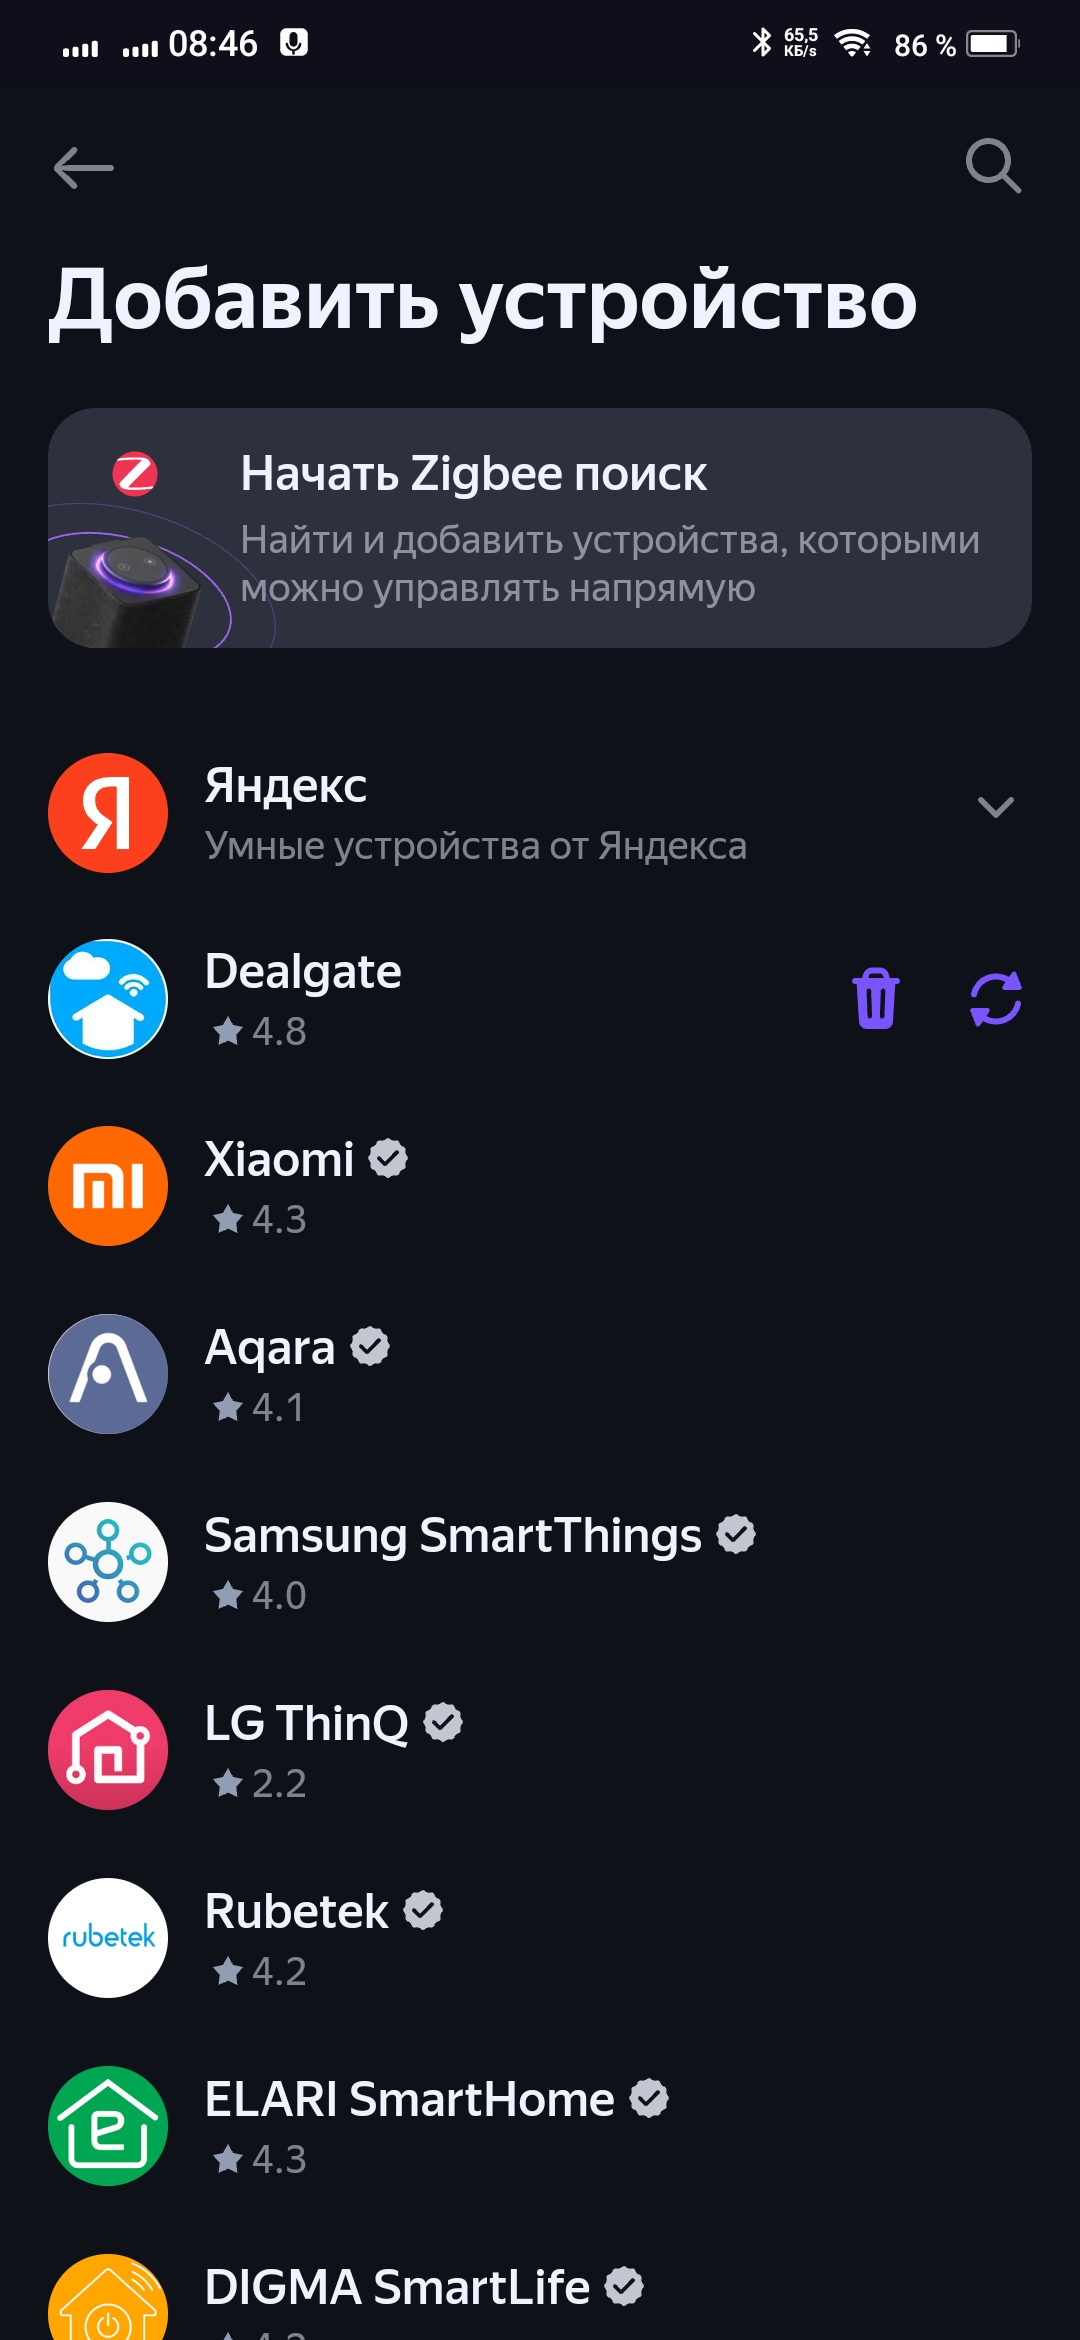 08:46
65,5
КБ/s
86 %
Добавить устройство
Начать Zigbee поиск
Найти и добавить устройства, которыми
можно управлять напрямую
Я
Яндекс
Умные устройства от Яндекса
Dealgate
4.8
Xiaomi
4.3
Aqara
4.1
Samsung SmartThings
4.0
LG ThinQ
2.2
rubetek
Rubetek
4.2
ELARI SmartHome
4.3
DIGMA SmartLife